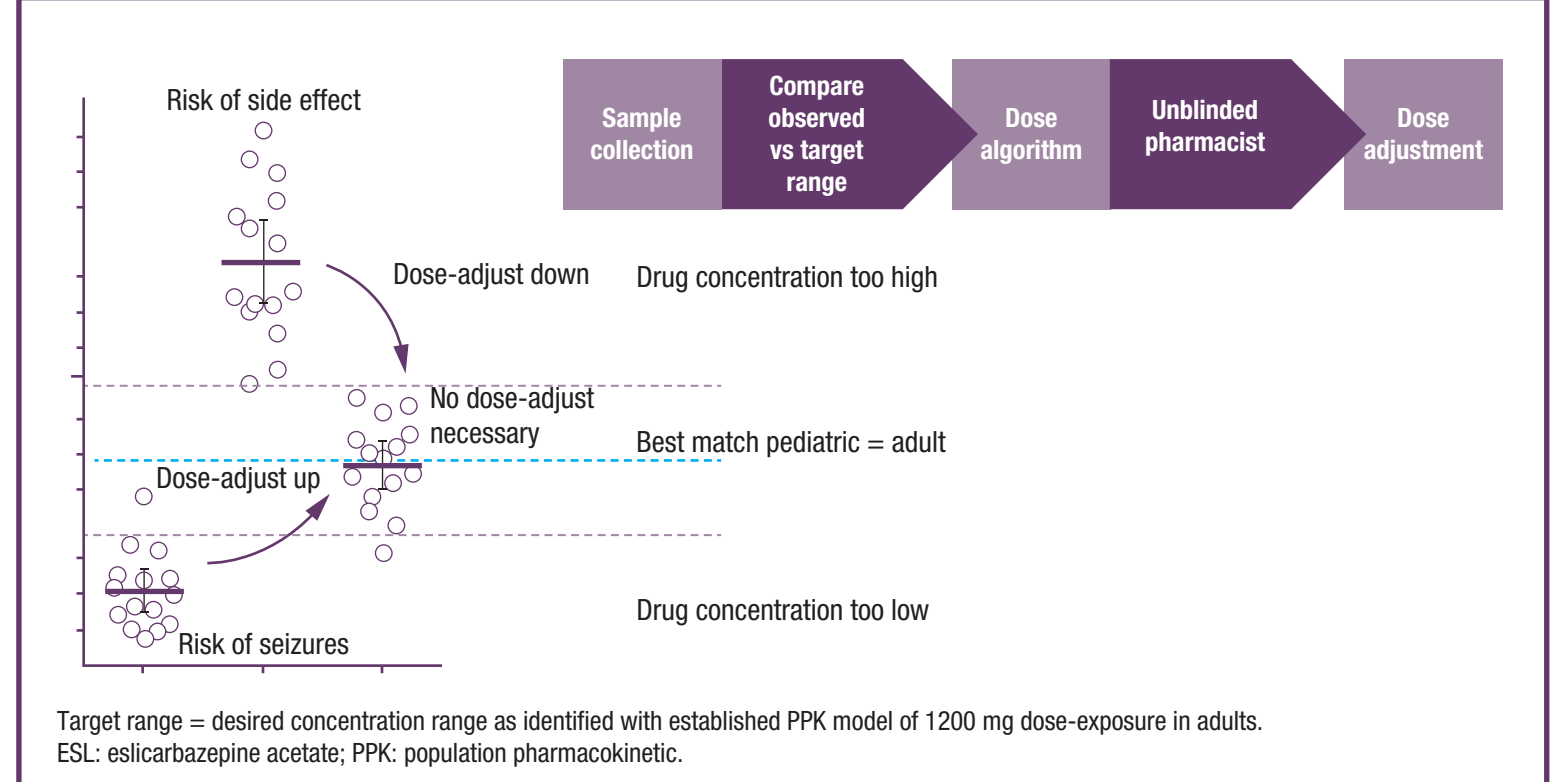 Risk of side effect
Sample
collection
Compare
observed
vs target
range
Dose
algorithm
Unblinded
pharmacist
Dose
adjustment
Dose-adjust down
Drug concentration too high
No dose-adjust
necessary
Best match pediatric = adult
Dose-adjust up
Drug concentration too low
Risk of seizures
Target range = desired concentration range as identified with established PPK model of 1200 mg dose-exposure in adults.
ESL: eslicarbazepine acetate; PPK: population pharmacokinetic.